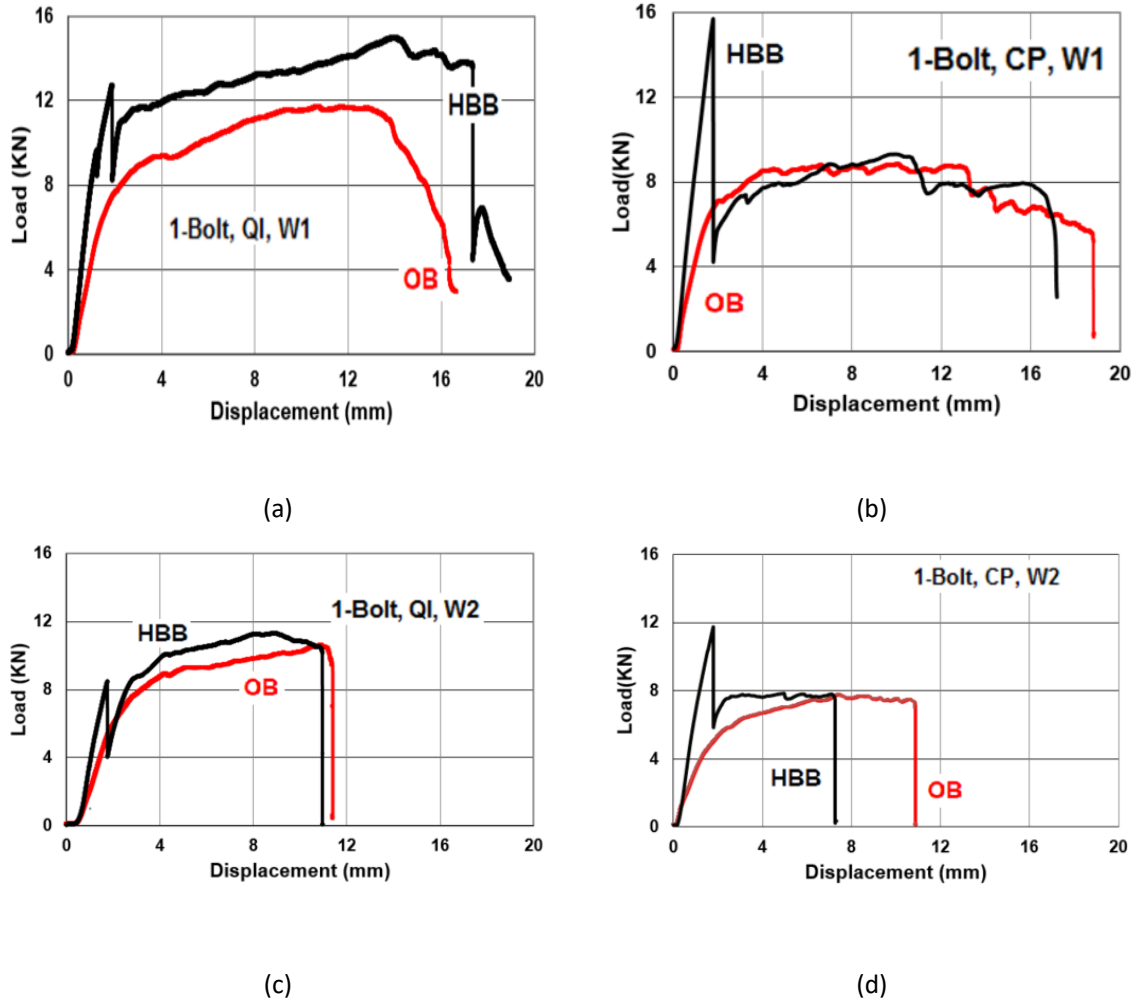 16
12
8
4
0
Load (KN)
HBB
1-Bolt, QI, W1
OB
0 4 8 12 16 20
Displacement (mm)
(a)
16
12
8
4
0
Load(KN)
HBB
1-Bolt, CP, W1
OB
0 4 8 12 16 20
Displacement (mm)
(b)
16
12
8
4
0
Load (KN)
1-Bolt, QI, W2
HBB
OB
0 4 8 12 16 20
Displacement (mm)
(c)
16
12
8
4
0
Load(KN)
1-Bolt, CP, W2
HBB
OB
0 4 8 12 16 20
Displacement (mm)
(d)